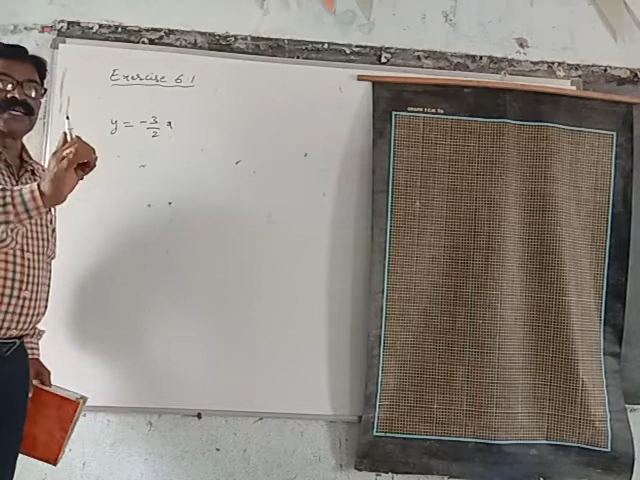 Exercise 6.1
y = -3/2 x